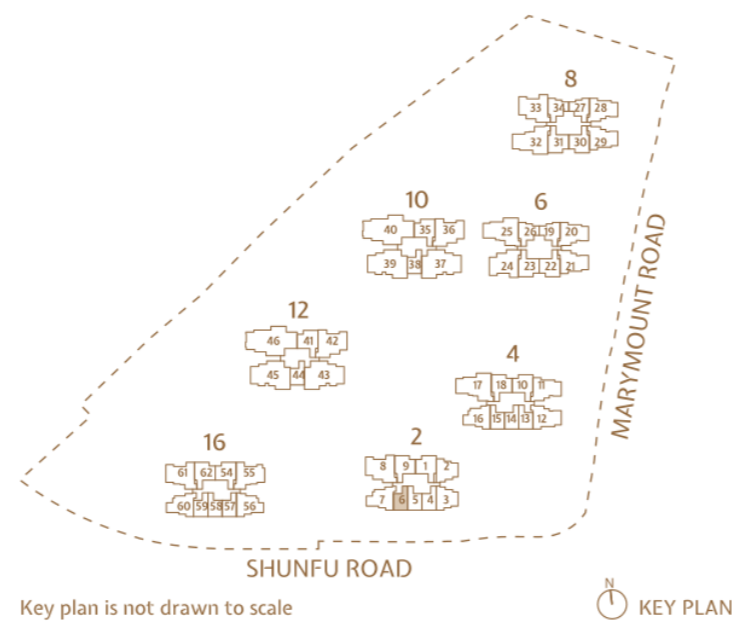 8
33 34 27 28
32 31 30 29
10
40 35 36
39 38 37
6
25 26 19 20
24 23 22 21
12
46 41 42
45 44 43
4
17 18 10 11
16 15 14 13 12
16
61 62 54 55
60 59 58 57 56
2
8 9 1 2
7 6 5 4 3
MARYMOUNT ROAD
SHUNFU ROAD
Key plan is not drawn to scale
N
KEY PLAN